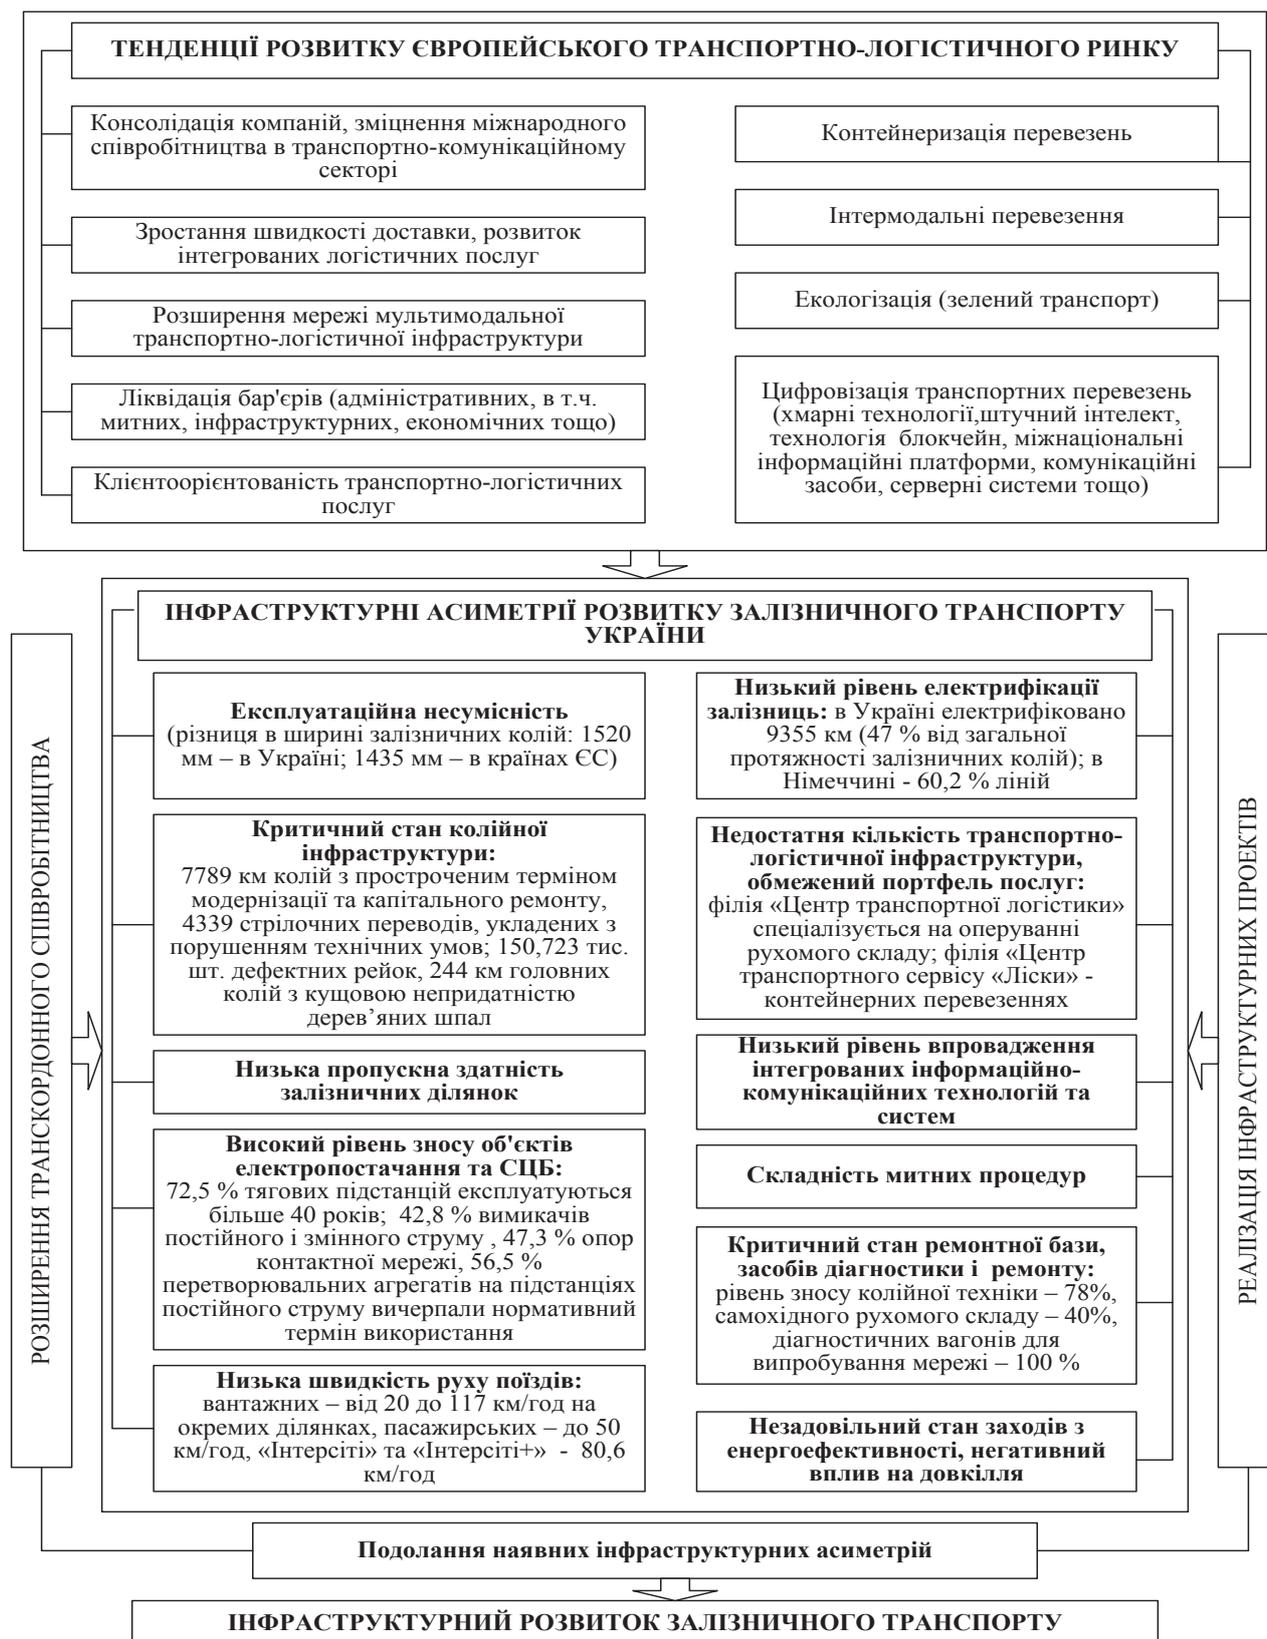 ТЕНДЕНЦІЇ РОЗВИТКУ ЄВРОПЕЙСЬКОГО ТРАНСПОРТНО-ЛОГІСТИЧНОГО РИНКУ
Консолідація компаній, зміцнення міжнародного
співробітництва в транспортно-комунікаційному
секторі
Зростання швидкості доставки, розвиток
інтегрованих логістичних послуг
Розширення мережі мультимодальної
транспортно-логістичної інфраструктури
Ліквідація бар'єрів (адміністративних, в т.ч.
митних, інфраструктурних, економічних тощо)
Клієнтоорієнтованість транспортно-логістичних
послуг
Контейнеризація перевезень
Інтермодальні перевезення
Екологізація (зелений транспорт)
Цифровізація транспортних перевезень
(хмарні технології,штучний інтелект,
технологія блокчейн, міжнаціональні
інформаційні платформи, комунікаційні
засоби, серверні системи тощо)
РОЗШИРЕННЯ ТРАНСКОРДОННОГО СПІВРОБІТНИЦТВА
ІНФРАСТРУКТУРНІ АСИМЕТРІЇ РОЗВИТКУ ЗАЛІЗНИЧНОГО ТРАНСПОРТУ
УКРАЇНИ
Експлуатаційна несумісність
(різниця в ширині залізничних колій: 1520
мм – в Україні; 1435 мм – в країнах ЄС)
Критичний стан колійної
інфраструктури:
7789 км колій з простроченим терміном
модернізації та капітального ремонту,
4339 стрілочних переводів, укладених з
порушенням технічних умов; 150,723 тис.
шт. дефектних рейок, 244 км головних
колій з кущовою непридатністю
дерев’яних шпал
Низька пропускна здатність
залізничних ділянок
Високий рівень зносу об'єктів
електропостачання та СЦБ:
72,5 % тягових підстанцій експлуатуються
більше 40 років; 42,8 % вимикачів
постійного і змінного струму , 47,3 % опор
контактної мережі, 56,5 %
перетворювальних агрегатів на підстанціях
постійного струму вичерпали нормативний
термін використання
Низька швидкість руху поїздів:
вантажних – від 20 до 117 км/год на
окремих ділянках, пасажирських – до 50
км/год, «Інтерсіті» та «Інтерсіті+» - 80,6
км/год
Низький рівень електрифікації
залізниць: в Україні електрифіковано
9355 км (47 % від загальної
протяжності залізничних колій); в
Німеччині - 60,2 % ліній
Недостатня кількість транспортно-
логістичної інфраструктури,
обмежений портфель послуг:
філія «Центр транспортної логістики»
спеціалізується на оперуванні
рухомого складу; філія «Центр
транспортного сервісу «Ліски» -
контейнерних перевезеннях
Низький рівень впровадження
інтегрованих інформаційно-
комунікаційних технологій та
систем
Складність митних процедур
Критичний стан ремонтної бази,
засобів діагностики і ремонту:
рівень зносу колійної техніки – 78%,
самохідного рухомого складу – 40%,
діагностичних вагонів для
випробування мережі – 100 %
Незадовільний стан заходів з
енергоефективності, негативний
вплив на довкілля
РЕАЛІЗАЦІЯ ІНФРАСТРУКТУРНИХ ПРОЕКТІВ
Подолання наявних інфраструктурних асиметрій
ІНФРАСТРУКТУРНИЙ РОЗВИТОК ЗАЛІЗНИЧНОГО ТРАНСПОРТУ